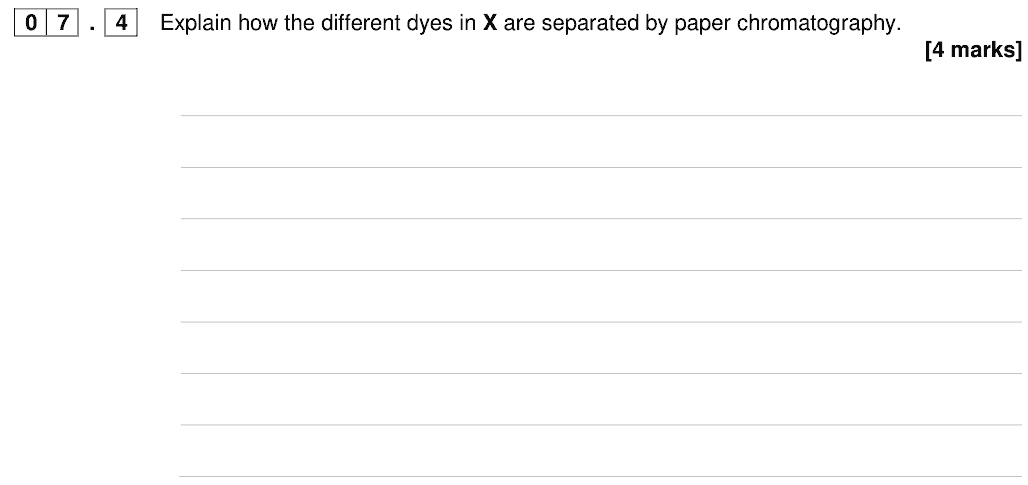 0 7 . 4 Explain how the different dyes in X are separated by paper chromatography.
[4 marks]